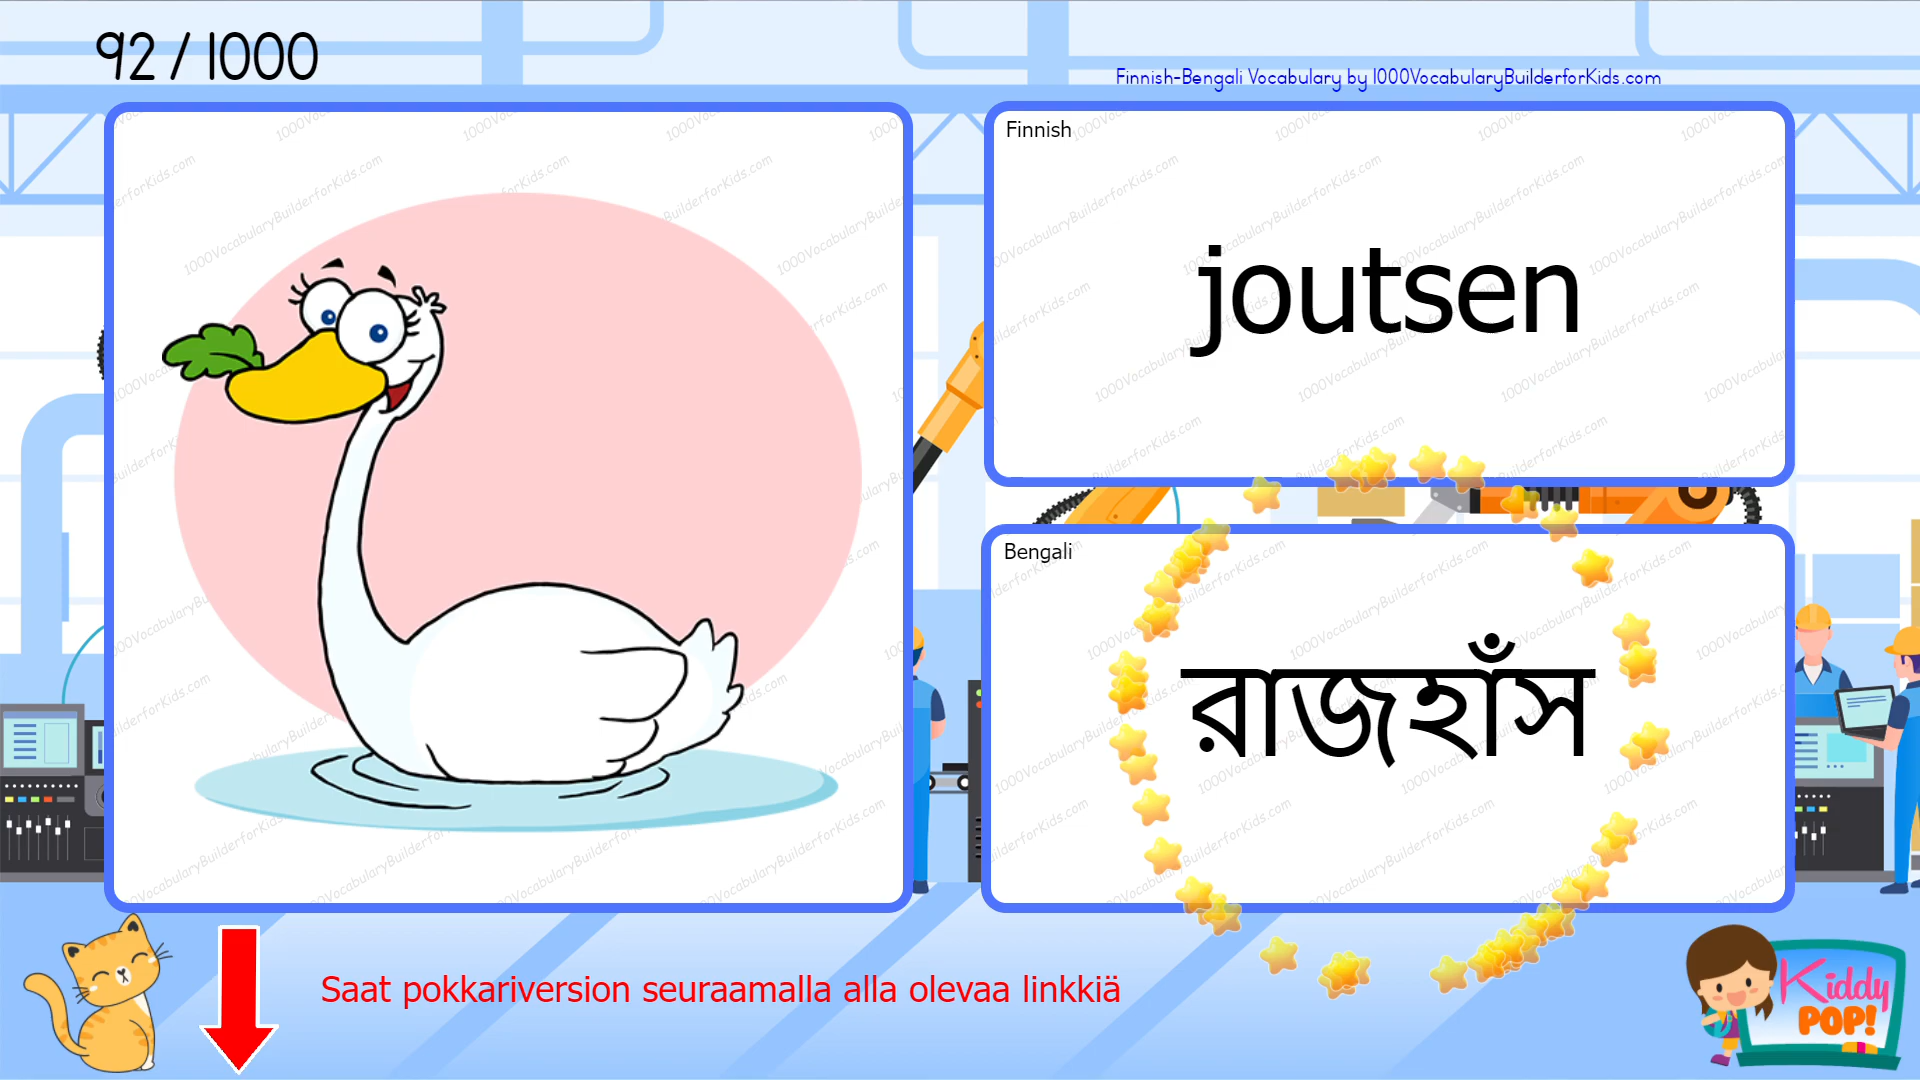 92 / 1000
Finnish-Bengali Vocabulary by 1000VocabularyBuilderforKids.com
Finnish
joutsen
Bengali
রাজহাঁস
Saat pokkariversion seuraamalla alla olevaa linkkiä
Kiddy
POP!